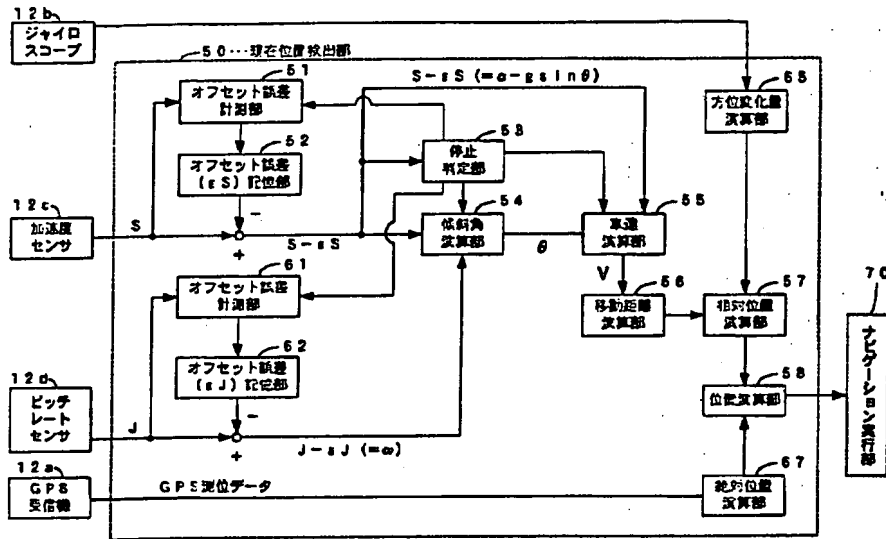 12b
ジャイロ
スコープ
50…現在位置検出部
51
オフセット誤差
計測部
S-εS(=α-gsinθ)
65
方位変化量
演算部
52
オフセット誤差
(εS)記憶部
53
停止
判定部
12c
加速度
センサ
S
-
+
S-εS
54
傾斜角
演算部
θ
55
車速
演算部
V
61
オフセット誤差
計測部
56
移動距離
演算部
57
相対位置
演算部
70
ナビゲーション実行部
62
オフセット誤差
(εJ)記憶部
58
位置演算部
12d
ピッチ
レートセンサ
J
-
+
J-εJ(=ω)
12a
GPS
受信機
GPS測位データ
67
絶対位置
演算部